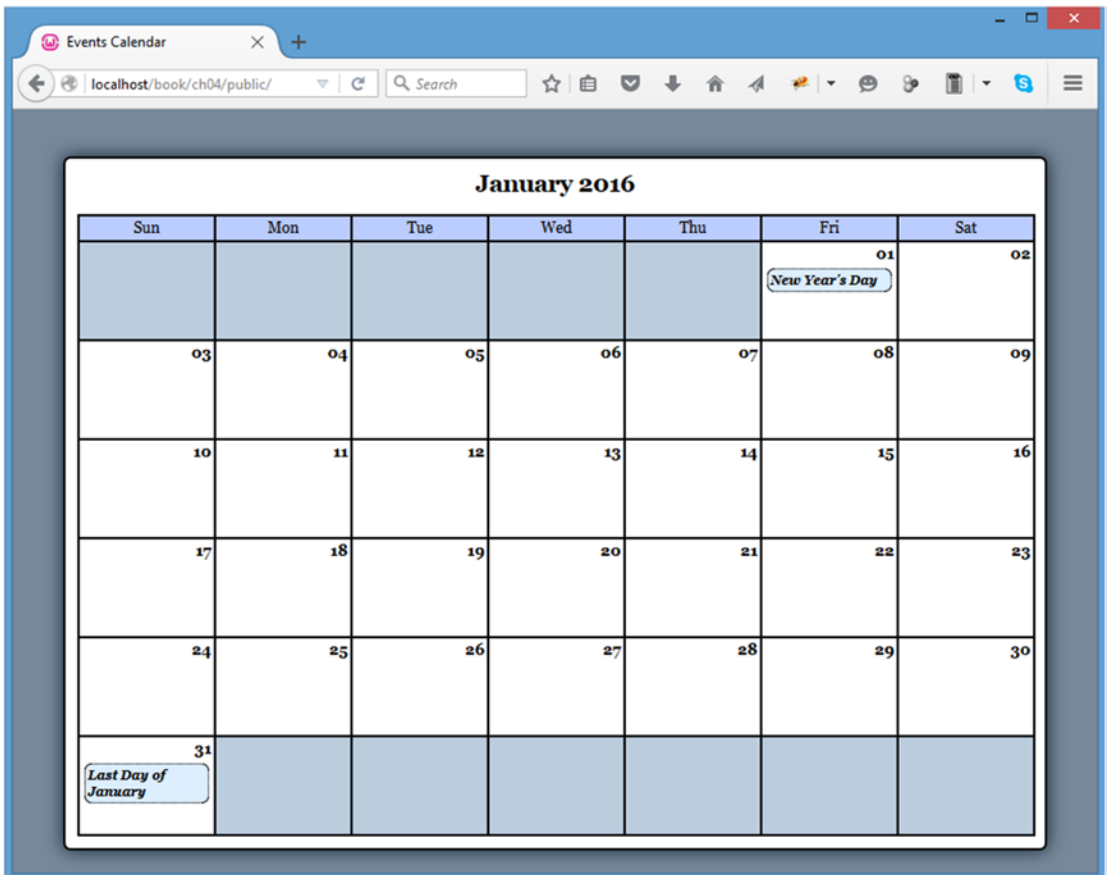 Events Calendar
localhost/book/ch04/public/ Search
January 2016
Sun Mon Tue Wed Thu Fri Sat
01 02
New Year's Day
03 04 05 06 07 08 09
10 11 12 13 14 15 16
17 18 19 20 21 22 23
24 25 26 27 28 29 30
31
Last Day of
January